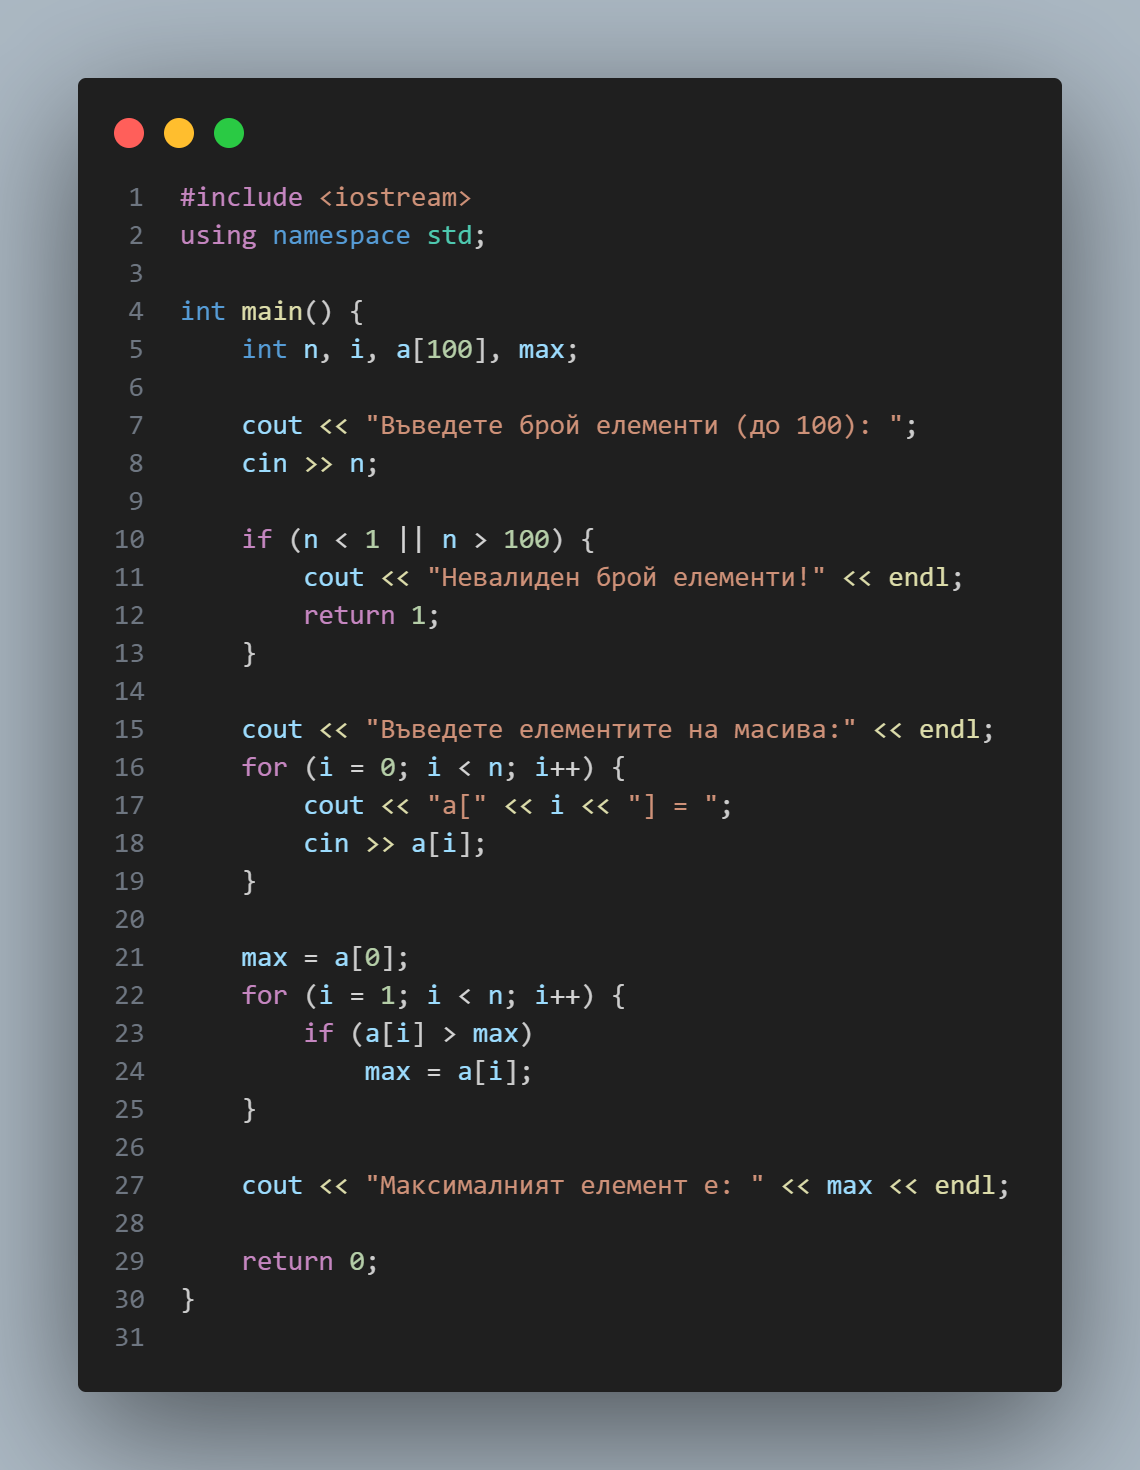 1 #include <iostream>
2 using namespace std;
3
4 int main() {
5     int n, i, a[100], max;
6
7     cout << "Въведете брой елементи (до 100): ";
8     cin >> n;
9
10     if (n < 1 || n > 100) {
11         cout << "Невалиден брой елементи!" << endl;
12         return 1;
13     }
14
15     cout << "Въведете елементите на масива:" << endl;
16     for (i = 0; i < n; i++) {
17         cout << "a[" << i << "] = ";
18         cin >> a[i];
19     }
20
21     max = a[0];
22     for (i = 1; i < n; i++) {
23         if (a[i] > max)
24             max = a[i];
25     }
26
27     cout << "Максималният елемент е: " << max << endl;
28
29     return 0;
30 }
31